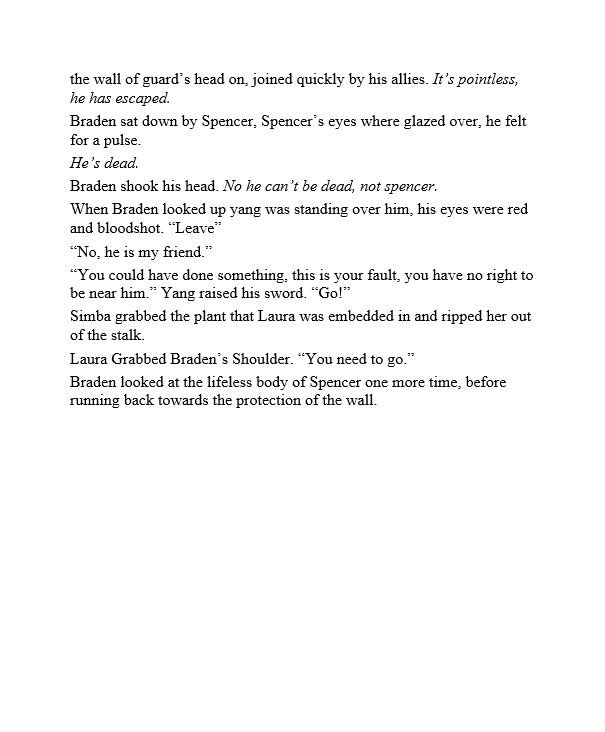 the wall of guard’s head on, joined quickly by his allies. It’s pointless,
he has escaped.
Braden sat down by Spencer, Spencer’s eyes where glazed over, he felt
for a pulse.
He’s dead.
Braden shook his head. No he can’t be dead, not spencer.
When Braden looked up yang was standing over him, his eyes were red
and bloodshot. “Leave”
“No, he is my friend.”
“You could have done something, this is your fault, you have no right to
be near him.” Yang raised his sword. “Go!”
Simba grabbed the plant that Laura was embedded in and ripped her out
of the stalk.
Laura Grabbed Braden’s Shoulder. “You need to go.”
Braden looked at the lifeless body of Spencer one more time, before
running back towards the protection of the wall.